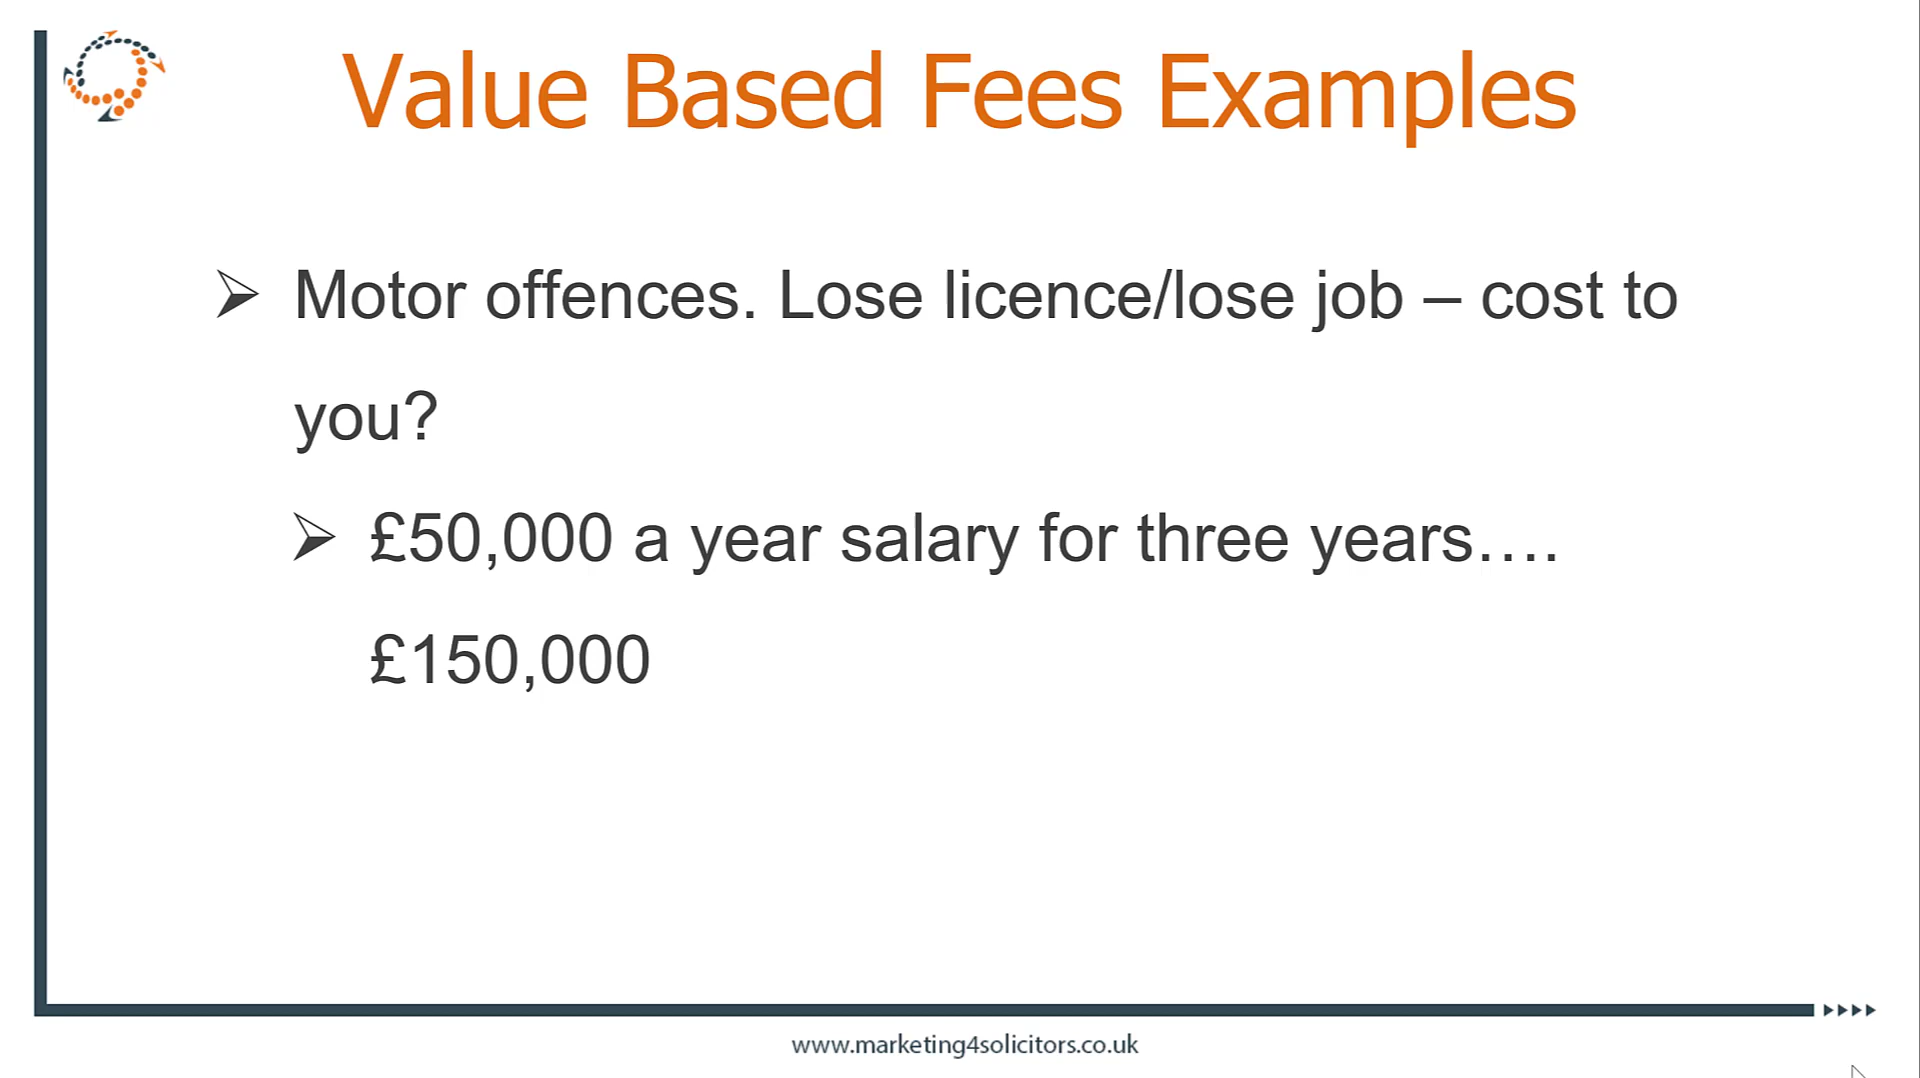 Value Based Fees Examples
Motor offences. Lose licence/lose job – cost to
you?
£50,000 a year salary for three years….
£150,000
www.marketing4solicitors.co.uk